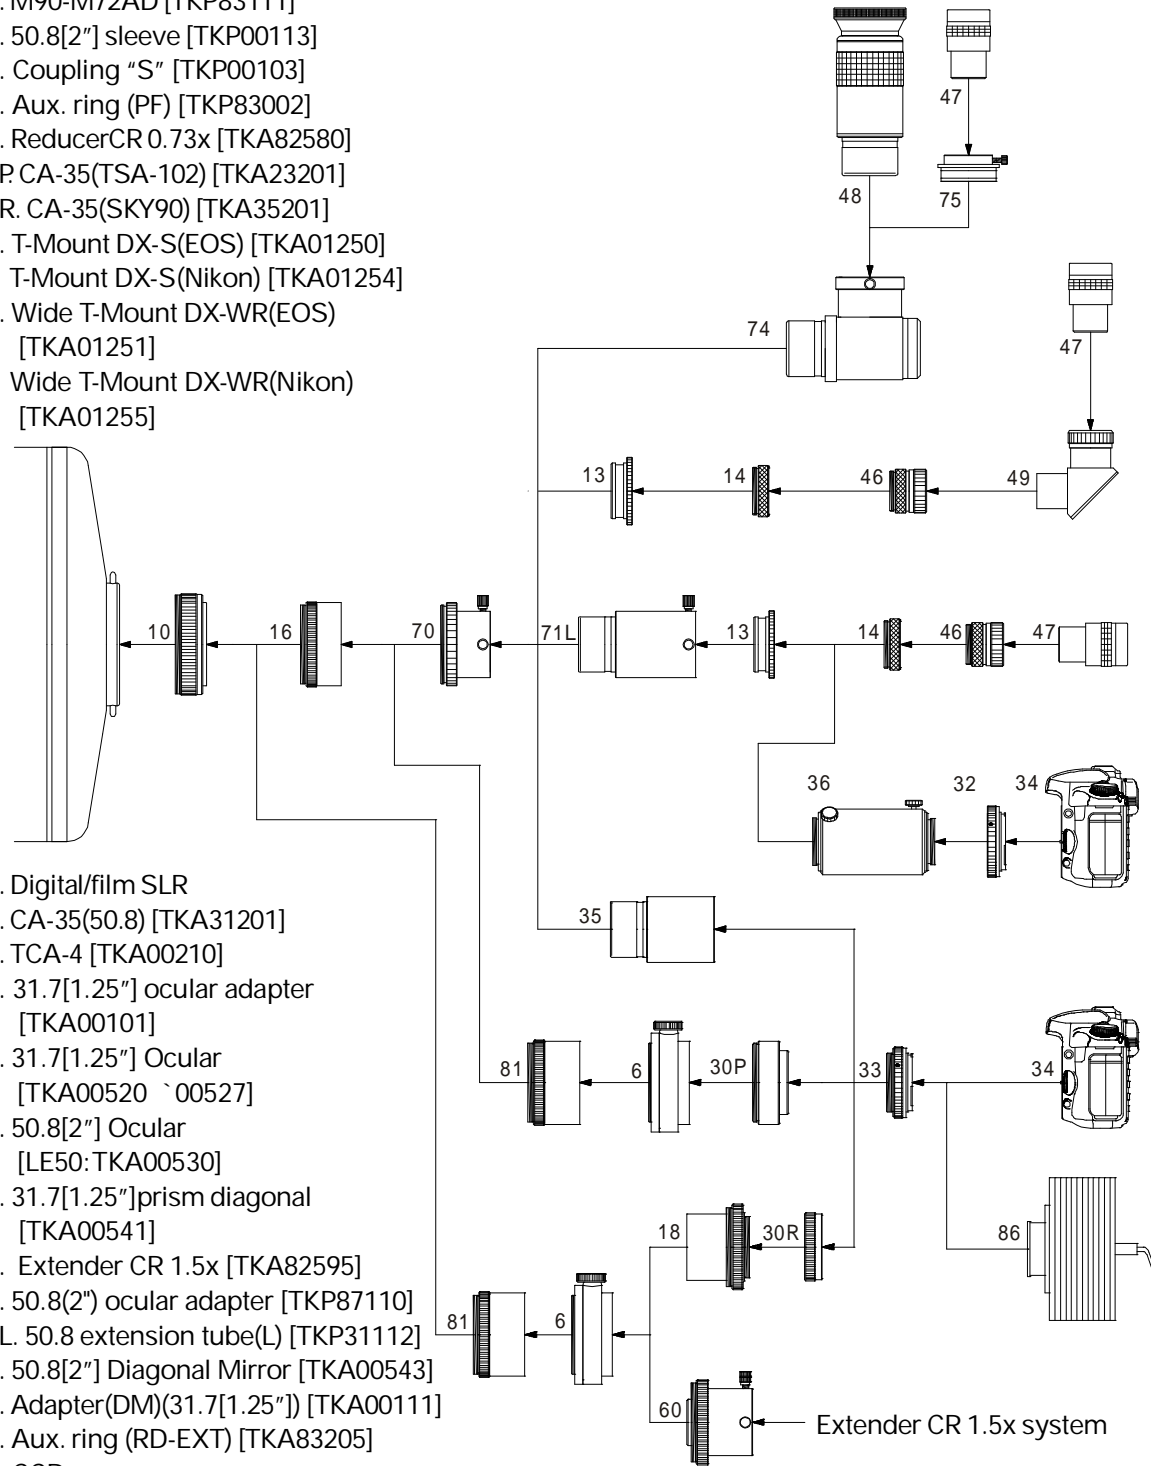 . M90-M72AD [TKP83111]
. 50.8[2″] sleeve [TKP00113]
. Coupling “S” [TKP00103]
. Aux. ring (PF) [TKP83002]
. ReducerCR 0.73x [TKA82580]
P. CA-35(TSA-102) [TKA23201]
R. CA-35(SKY90) [TKA35201]
. T-Mount DX-S(EOS) [TKA01250]
T-Mount DX-S(Nikon) [TKA01254]
. Wide T-Mount DX-WR(EOS)
[TKA01251]
Wide T-Mount DX-WR(Nikon)
[TKA01255]
47
48
75
74
47
13
14
46
49
10
16
70
71L
13
14
46
47
36
32
34
35
81
6
30P
33
34
18
30R
86
81
6
60
Extender CR 1.5x system
. Digital/film SLR
. CA-35(50.8) [TKA31201]
. TCA-4 [TKA00210]
. 31.7[1.25″] ocular adapter
[TKA00101]
. 31.7[1.25″] Ocular
[TKA00520 `00527]
. 50.8[2″] Ocular
[LE50:TKA00530]
. 31.7[1.25″]prism diagonal
[TKA00541]
. Extender CR 1.5x [TKA82595]
. 50.8(2") ocular adapter [TKP87110]
L. 50.8 extension tube(L) [TKP31112]
. 50.8[2″] Diagonal Mirror [TKA00543]
. Adapter(DM)(31.7[1.25″]) [TKA00111]
. Aux. ring (RD-EXT) [TKA83205]